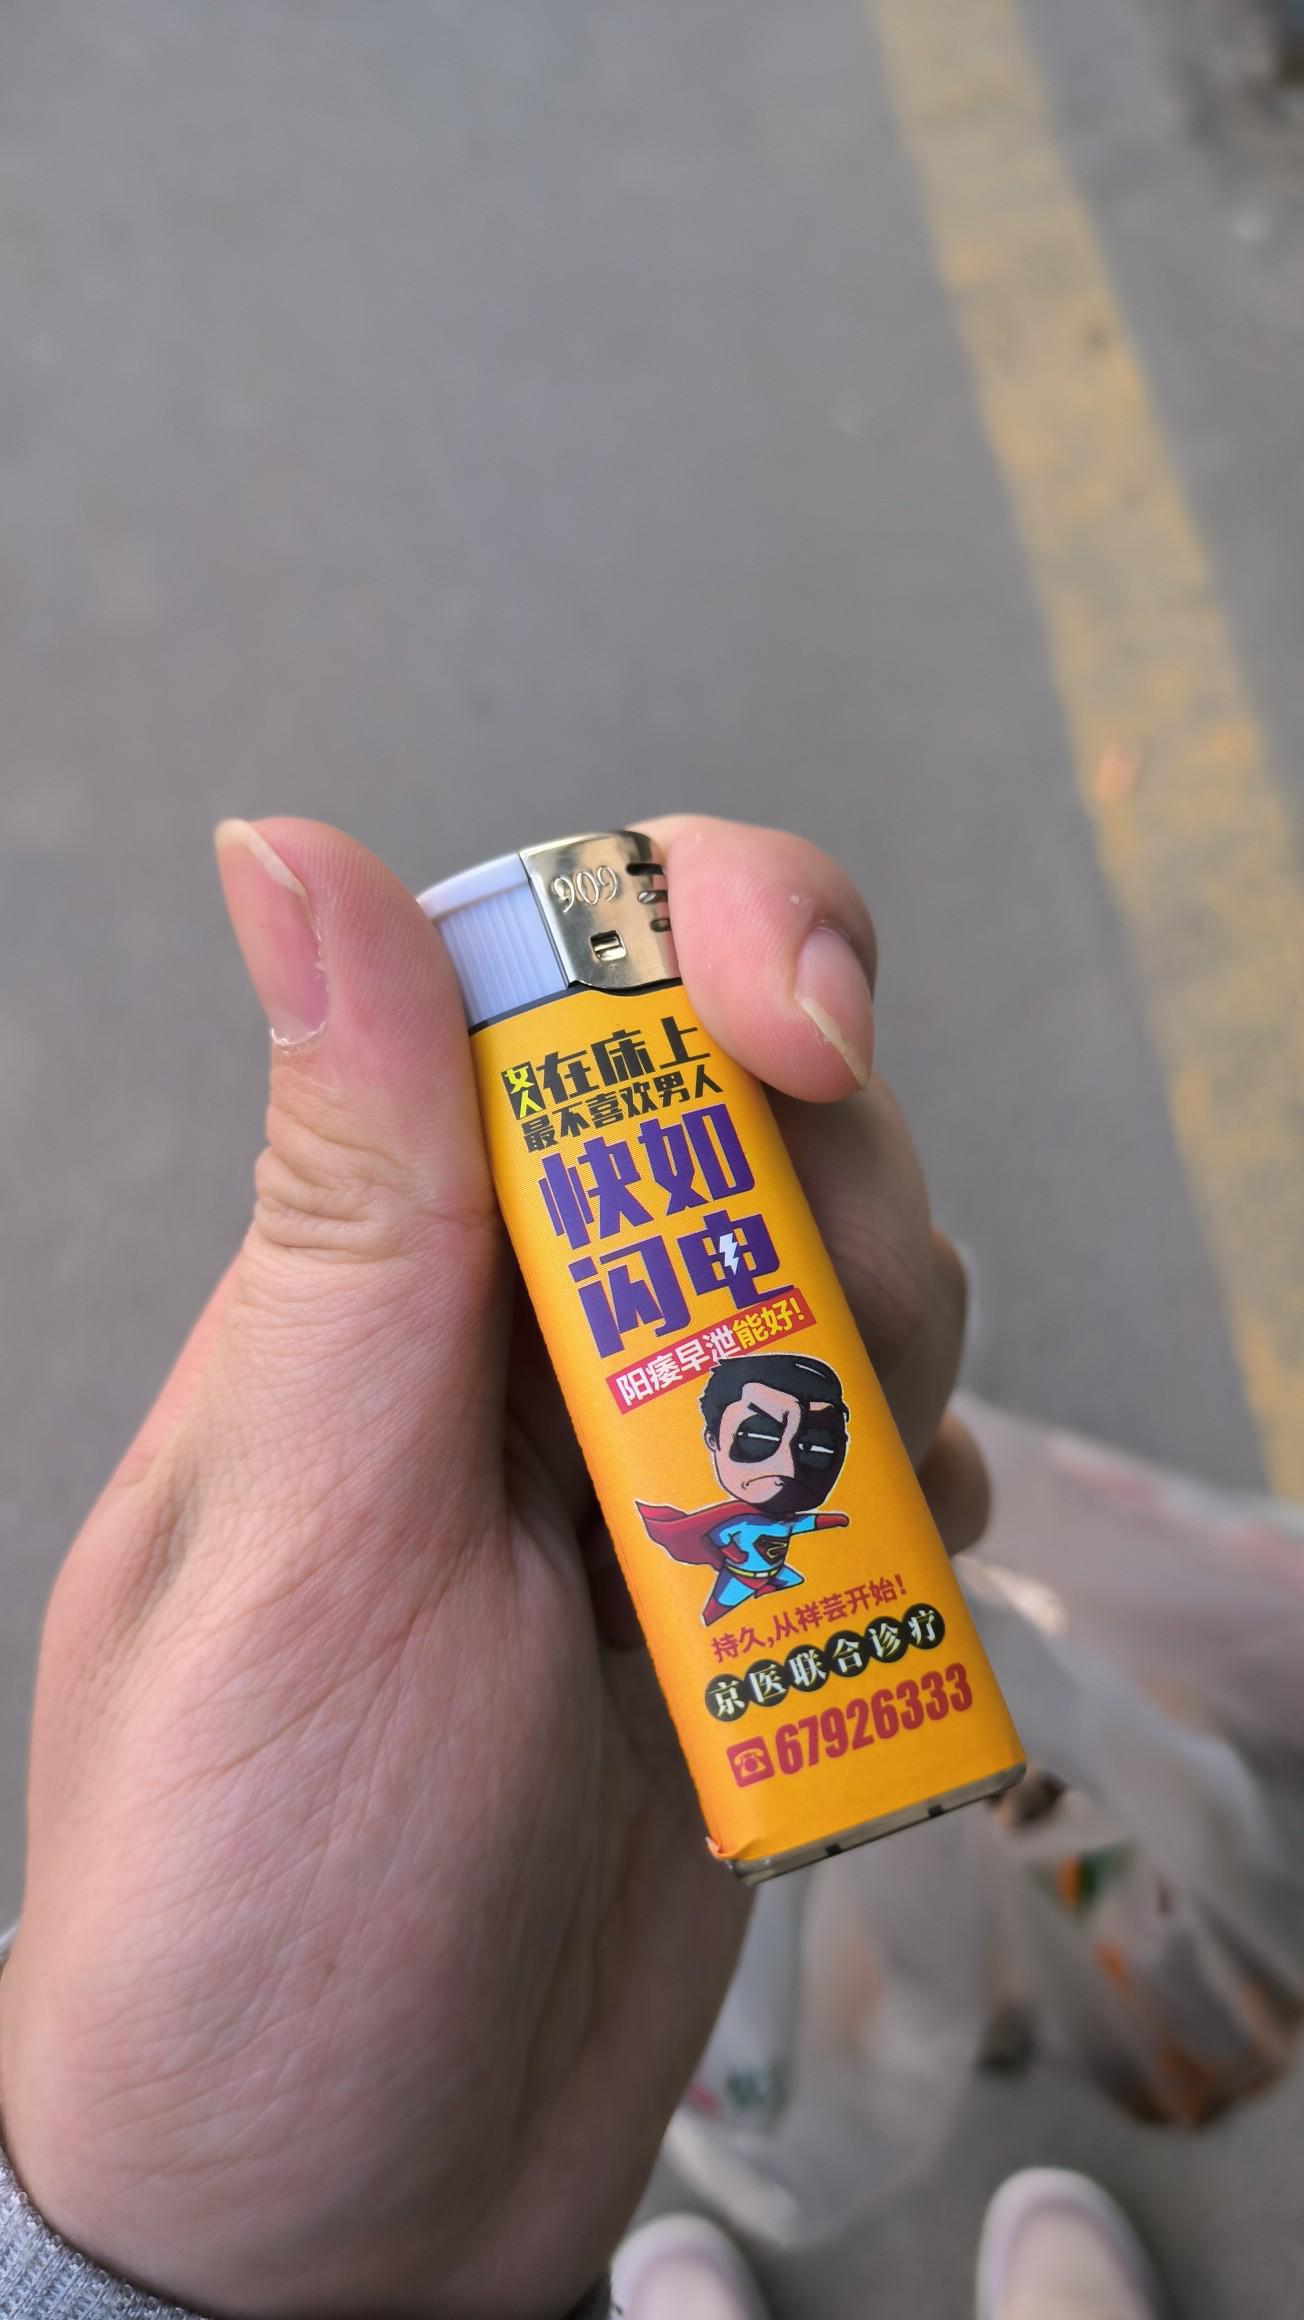 909
女人在床上
最不喜欢男人
快如
闪电
阳痿早泄能好!
持久,从祥芸开始!
京医联合诊疗
67926333